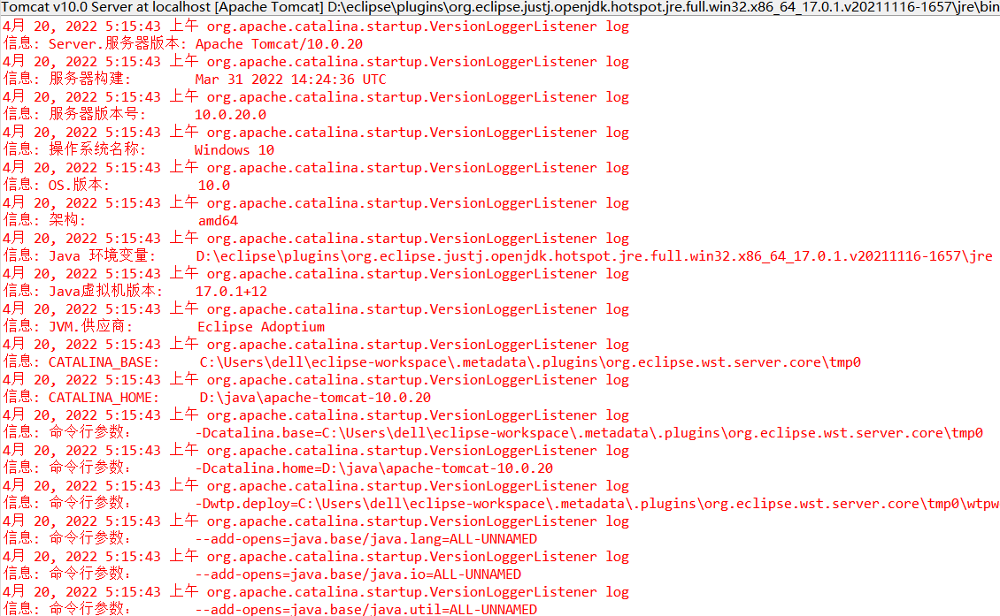 Tomcat v10.0 Server at localhost [Apache Tomcat] D:\eclipse\plugins\org.eclipse.justj.openjdk.hotspot.jre.full.win32.x86_64_17.0.1.v20211116-1657\jre\bin
4月 20, 2022 5:15:43 上午 org.apache.catalina.startup.VersionLoggerListener log
信息: Server.服务器版本: Apache Tomcat/10.0.20
4月 20, 2022 5:15:43 上午 org.apache.catalina.startup.VersionLoggerListener log
信息: 服务器构建: Mar 31 2022 14:24:36 UTC
4月 20, 2022 5:15:43 上午 org.apache.catalina.startup.VersionLoggerListener log
信息: 服务器版本号: 10.0.20.0
4月 20, 2022 5:15:43 上午 org.apache.catalina.startup.VersionLoggerListener log
信息: 操作系统名称: Windows 10
4月 20, 2022 5:15:43 上午 org.apache.catalina.startup.VersionLoggerListener log
信息: OS.版本: 10.0
4月 20, 2022 5:15:43 上午 org.apache.catalina.startup.VersionLoggerListener log
信息: 架构: amd64
4月 20, 2022 5:15:43 上午 org.apache.catalina.startup.VersionLoggerListener log
信息: Java 环境变量: D:\eclipse\plugins\org.eclipse.justj.openjdk.hotspot.jre.full.win32.x86_64_17.0.1.v20211116-1657\jre
4月 20, 2022 5:15:43 上午 org.apache.catalina.startup.VersionLoggerListener log
信息: Java虚拟机版本: 17.0.1+12
4月 20, 2022 5:15:43 上午 org.apache.catalina.startup.VersionLoggerListener log
信息: JVM.供应商: Eclipse Adoptium
4月 20, 2022 5:15:43 上午 org.apache.catalina.startup.VersionLoggerListener log
信息: CATALINA_BASE: C:\Users\dell\eclipse-workspace\.metadata\.plugins\org.eclipse.wst.server.core\tmp0
4月 20, 2022 5:15:43 上午 org.apache.catalina.startup.VersionLoggerListener log
信息: CATALINA_HOME: D:\java\apache-tomcat-10.0.20
4月 20, 2022 5:15:43 上午 org.apache.catalina.startup.VersionLoggerListener log
信息: 命令行参数： -Dcatalina.base=C:\Users\dell\eclipse-workspace\.metadata\.plugins\org.eclipse.wst.server.core\tmp0
4月 20, 2022 5:15:43 上午 org.apache.catalina.startup.VersionLoggerListener log
信息: 命令行参数： -Dcatalina.home=D:\java\apache-tomcat-10.0.20
4月 20, 2022 5:15:43 上午 org.apache.catalina.startup.VersionLoggerListener log
信息: 命令行参数： -Dwtp.deploy=C:\Users\dell\eclipse-workspace\.metadata\.plugins\org.eclipse.wst.server.core\tmp0\wtpw
4月 20, 2022 5:15:43 上午 org.apache.catalina.startup.VersionLoggerListener log
信息: 命令行参数： --add-opens=java.base/java.lang=ALL-UNNAMED
4月 20, 2022 5:15:43 上午 org.apache.catalina.startup.VersionLoggerListener log
信息: 命令行参数： --add-opens=java.base/java.io=ALL-UNNAMED
4月 20, 2022 5:15:43 上午 org.apache.catalina.startup.VersionLoggerListener log
信息: 命令行参数： --add-opens=java.base/java.util=ALL-UNNAMED